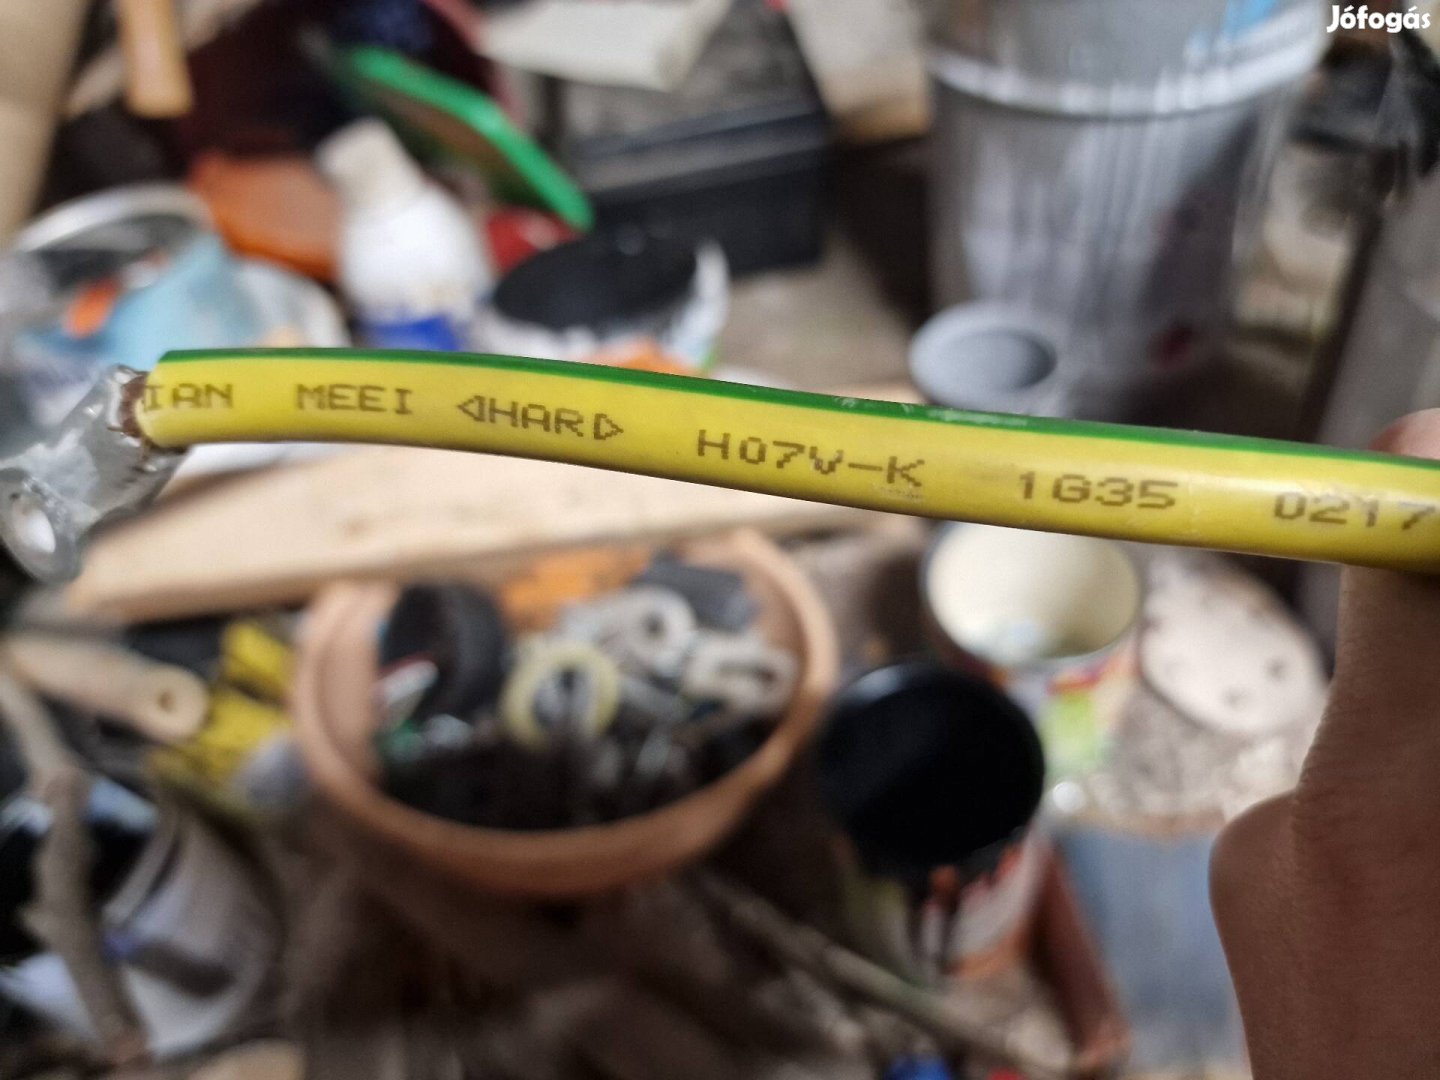 Jófogás
IAN MEEI ◁HAR▷ H07V-K 1G35 0217